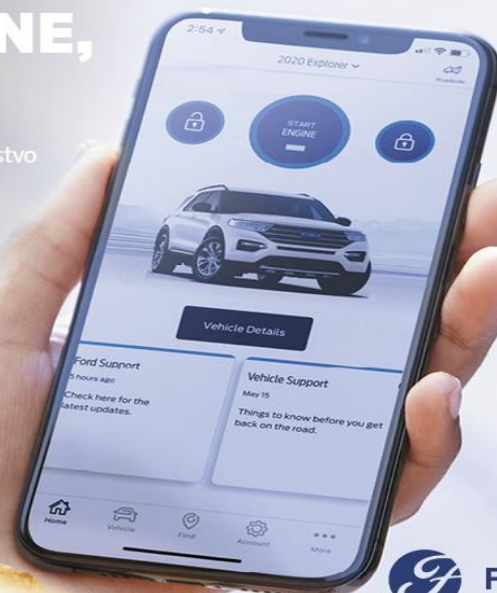 NE,
stvo
2:54
2020 Explorer
Roadside
START
ENGINE
Vehicle Details
Ford Support
5 hours ago
Check here for the
latest updates.
Vehicle Support
May 15
Things to know before you get
back on the road.
Home
Vehicle
Find
Account
More
F